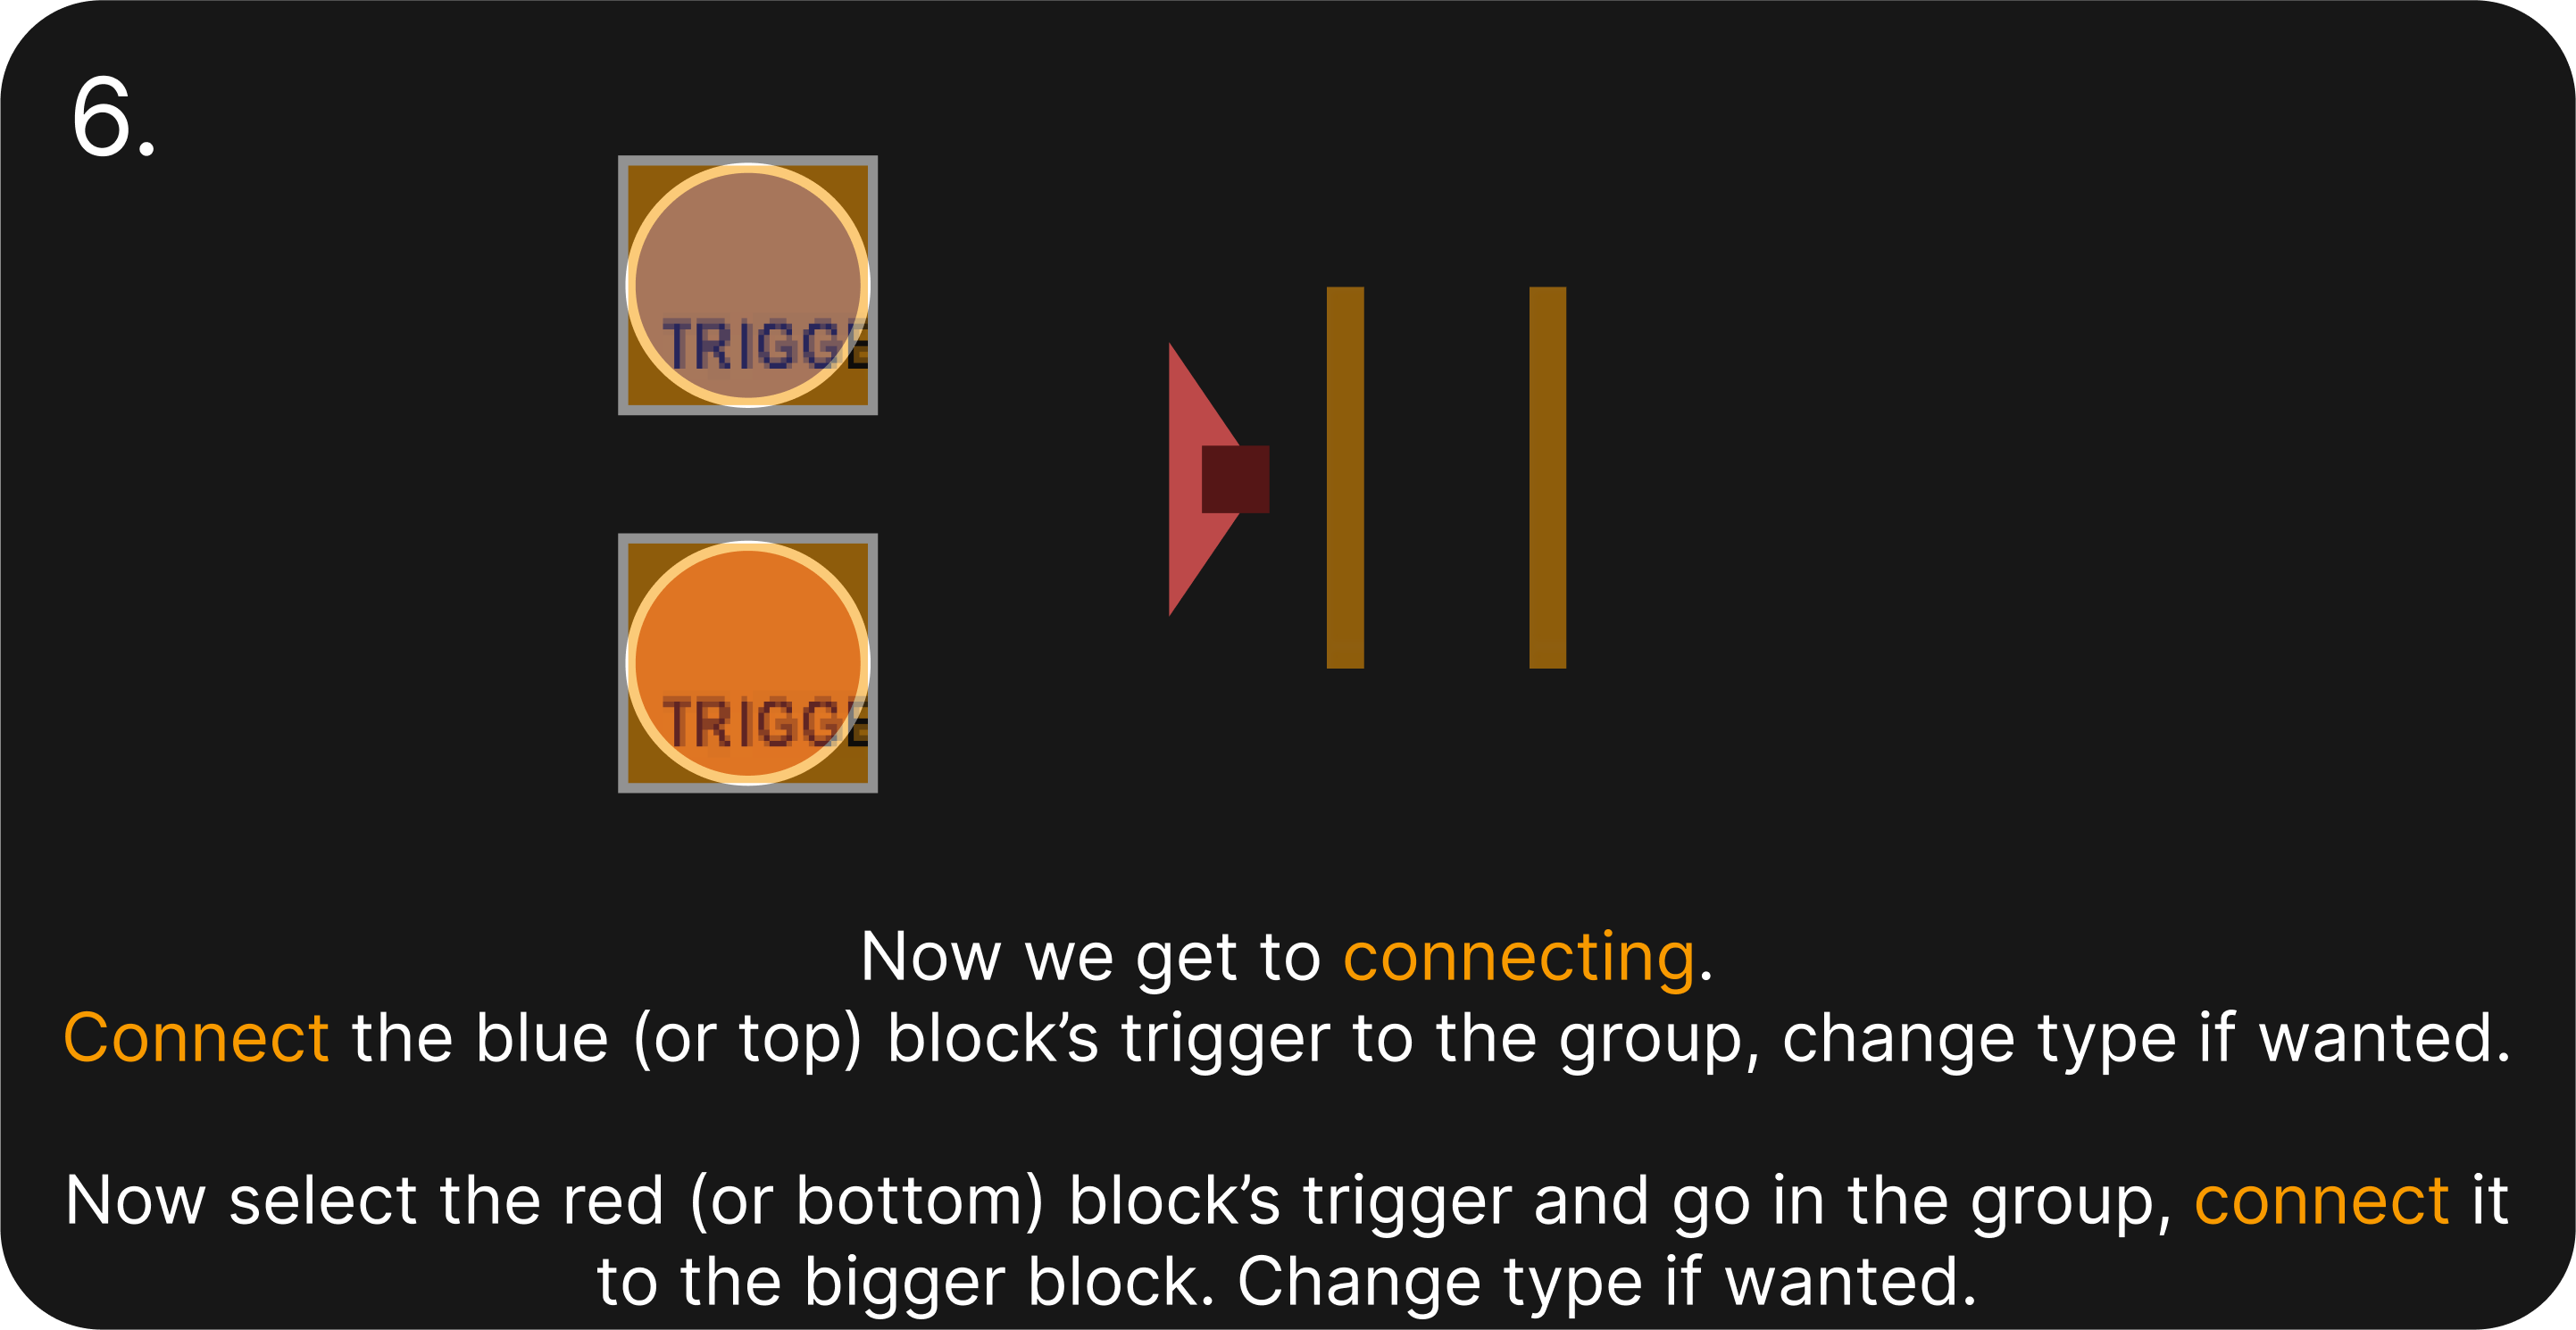 6.
TRIGGE
TRIGGE
Now we get to connecting.
Connect the blue (or top) block’s trigger to the group, change type if wanted.
Now select the red (or bottom) block’s trigger and go in the group, connect it
to the bigger block. Change type if wanted.